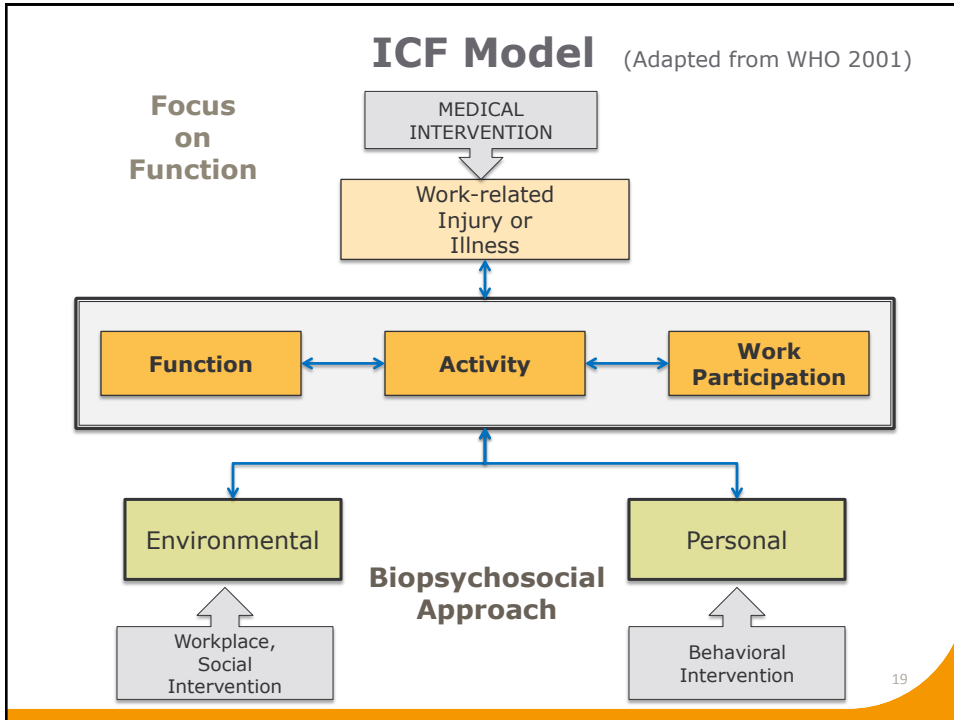 ICF Model (Adapted from WHO 2001)
Focus
on
Function
MEDICAL
INTERVENTION
Work-related
Injury or
Illness
Function
Activity
Work
Participation
Environmental
Personal
Biopsychosocial
Approach
Workplace,
Social
Intervention
Behavioral
Intervention
19